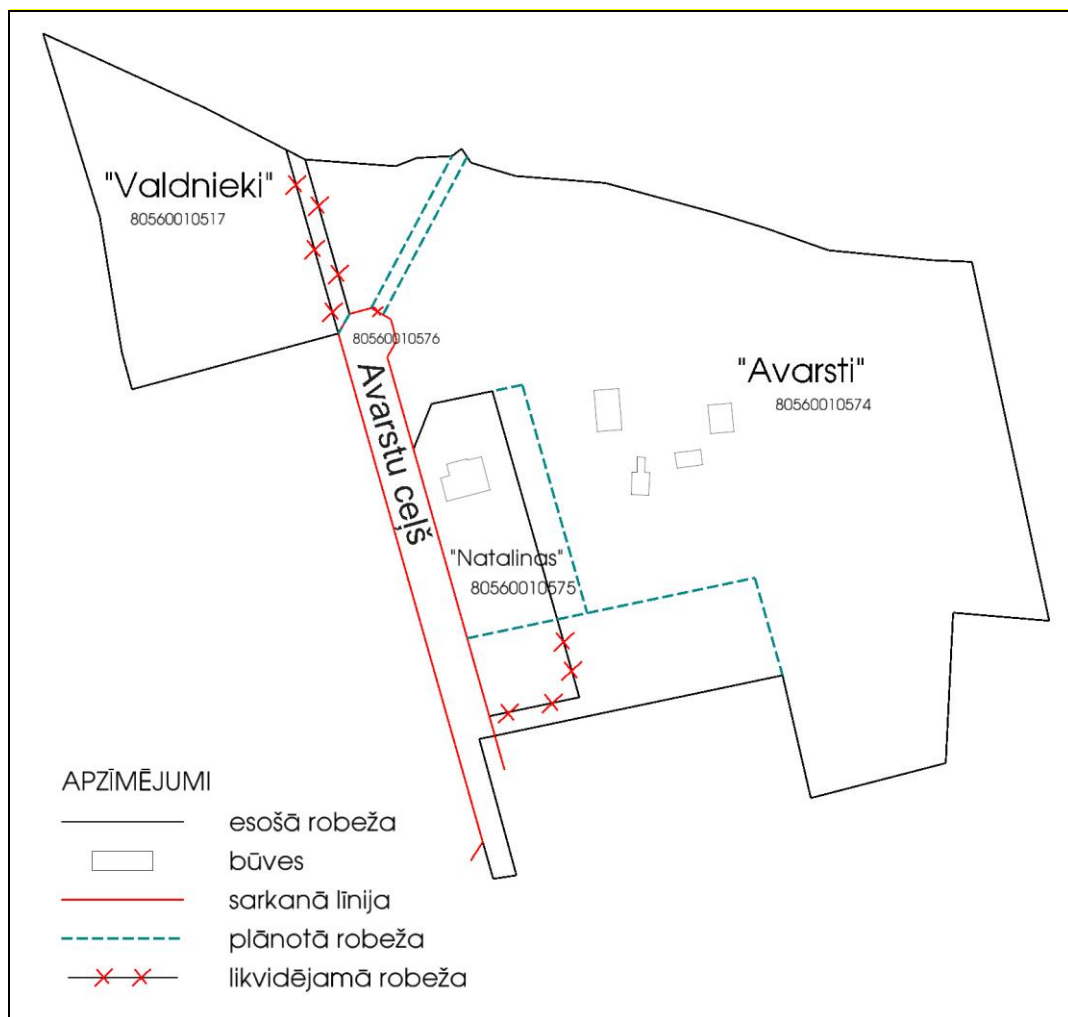 "Valdnieki"
80560010517
80560010576
"Avarsti"
80560010574
Avarstu ceļš
"Natalinas"
80560010575
APZĪMĒJUMI
esošā robeža
būves
sarkanā līnija
plānotā robeža
likvidējamā robeža